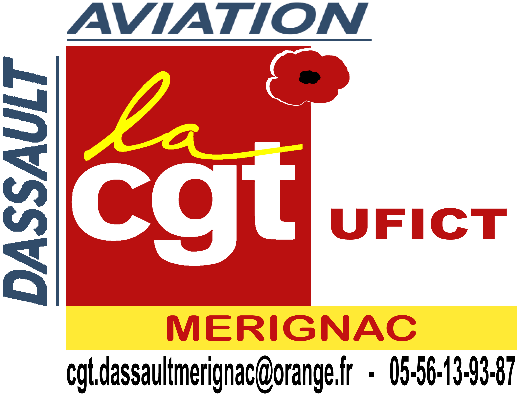 AVIATION
DASSAULT
la
cgt
UFICT
MERIGNAC
cgt.dassaultmerignac@orange.fr - 05-56-13-93-87